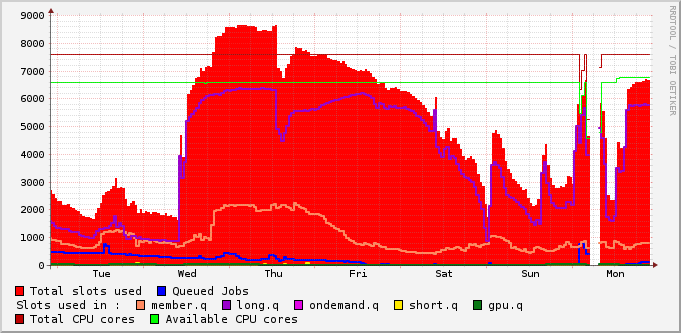 9000
8000
7000
6000
5000
4000
3000
2000
1000
0
Tue Wed Thu Fri Sat Sun Mon
RRDTOOL / TOBI OETIKER
Total slots used Queued Jobs
Slots used in : member.q long.q ondemand.q short.q gpu.q
Total CPU cores Available CPU cores